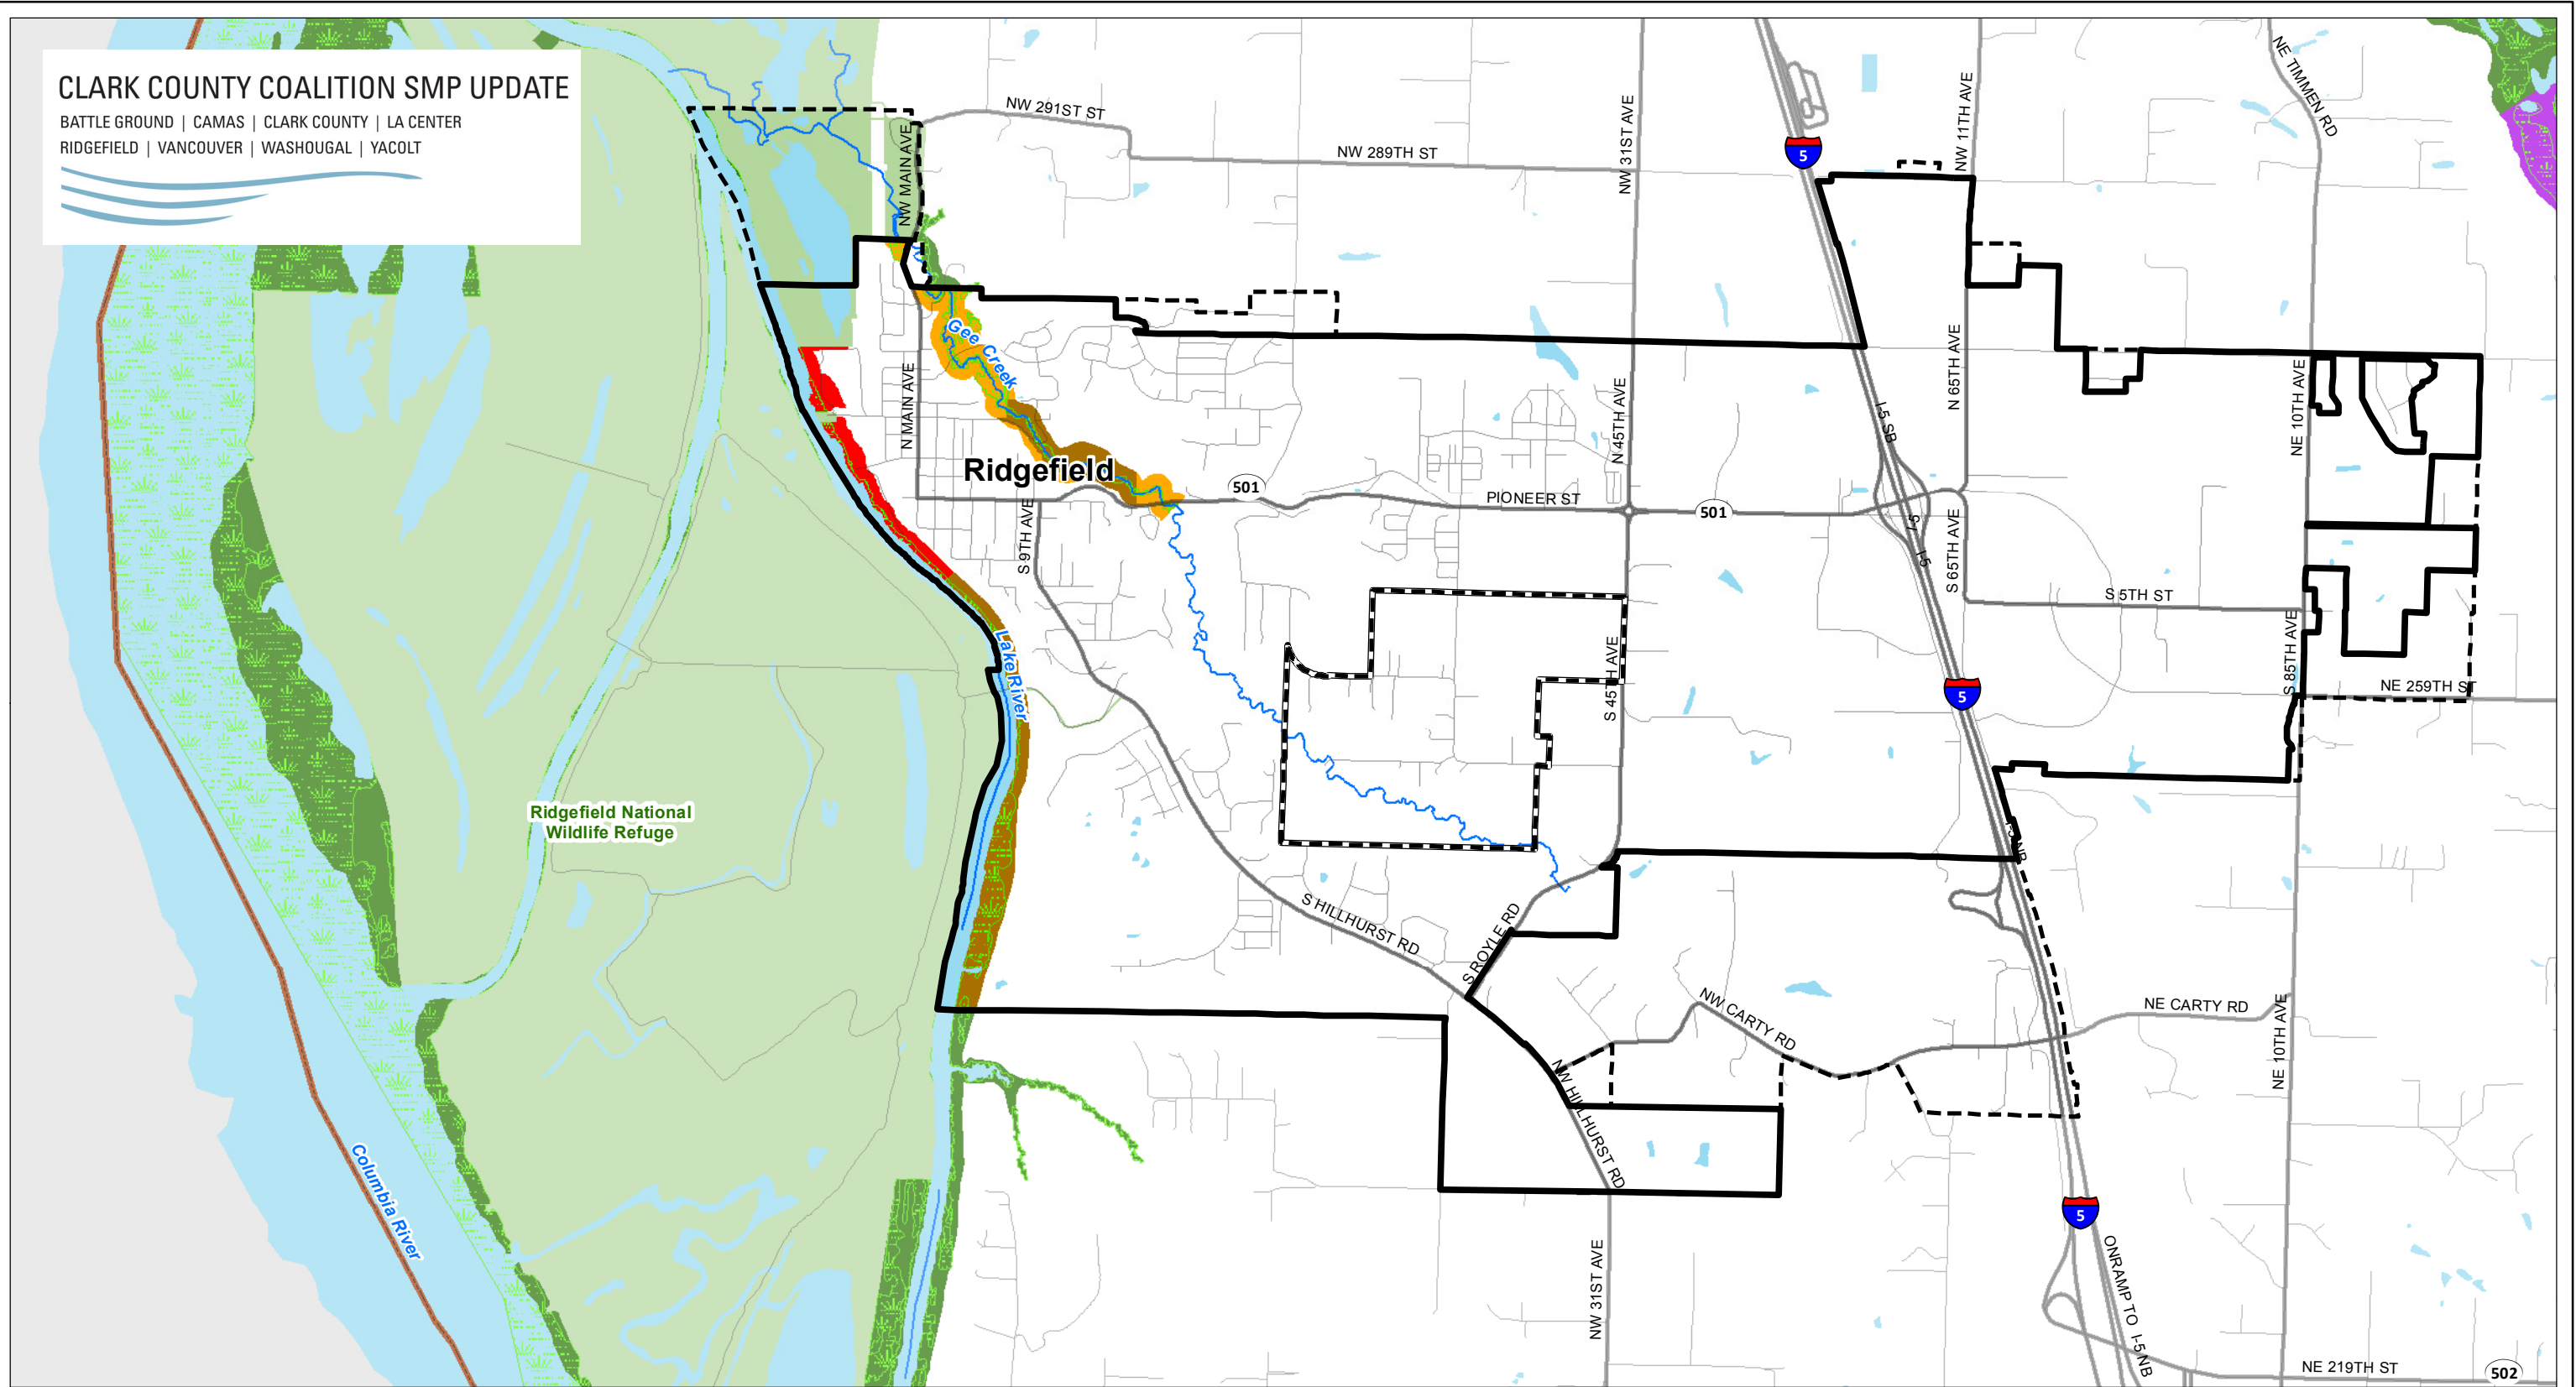 CLARK COUNTY COALITION SMP UPDATE
BATTLE GROUND | CAMAS | CLARK COUNTY | LA CENTER
RIDGEFIELD | VANCOUVER | WASHOUGAL | YACOLT
NW 291ST ST
NW 289TH ST
NW MAIN AVE
NW 31ST AVE
5
NW 11TH AVE
NE TIMMEN RD
Gee Creek
N MAIN AVE
N 45TH AVE
I-5 SB
N 65TH AVE
NE 10TH AVE
Ridgefield
501
PIONEER ST
501
I-5
I-5
S 9TH AVE
S 65TH AVE
S 5TH ST
Lake River
S 45TH AVE
5
S 85TH AVE
NE 259TH ST
Ridgefield National
Wildlife Refuge
I-5 NB
S HILLHURST RD
S ROYLE RD
NW CARTY RD
NE CARTY RD
NE 10TH AVE
NW HILLHURST RD
Columbia River
5
NW 31ST AVE
ONRAMP TO I-5 NB
NE 219TH ST
502